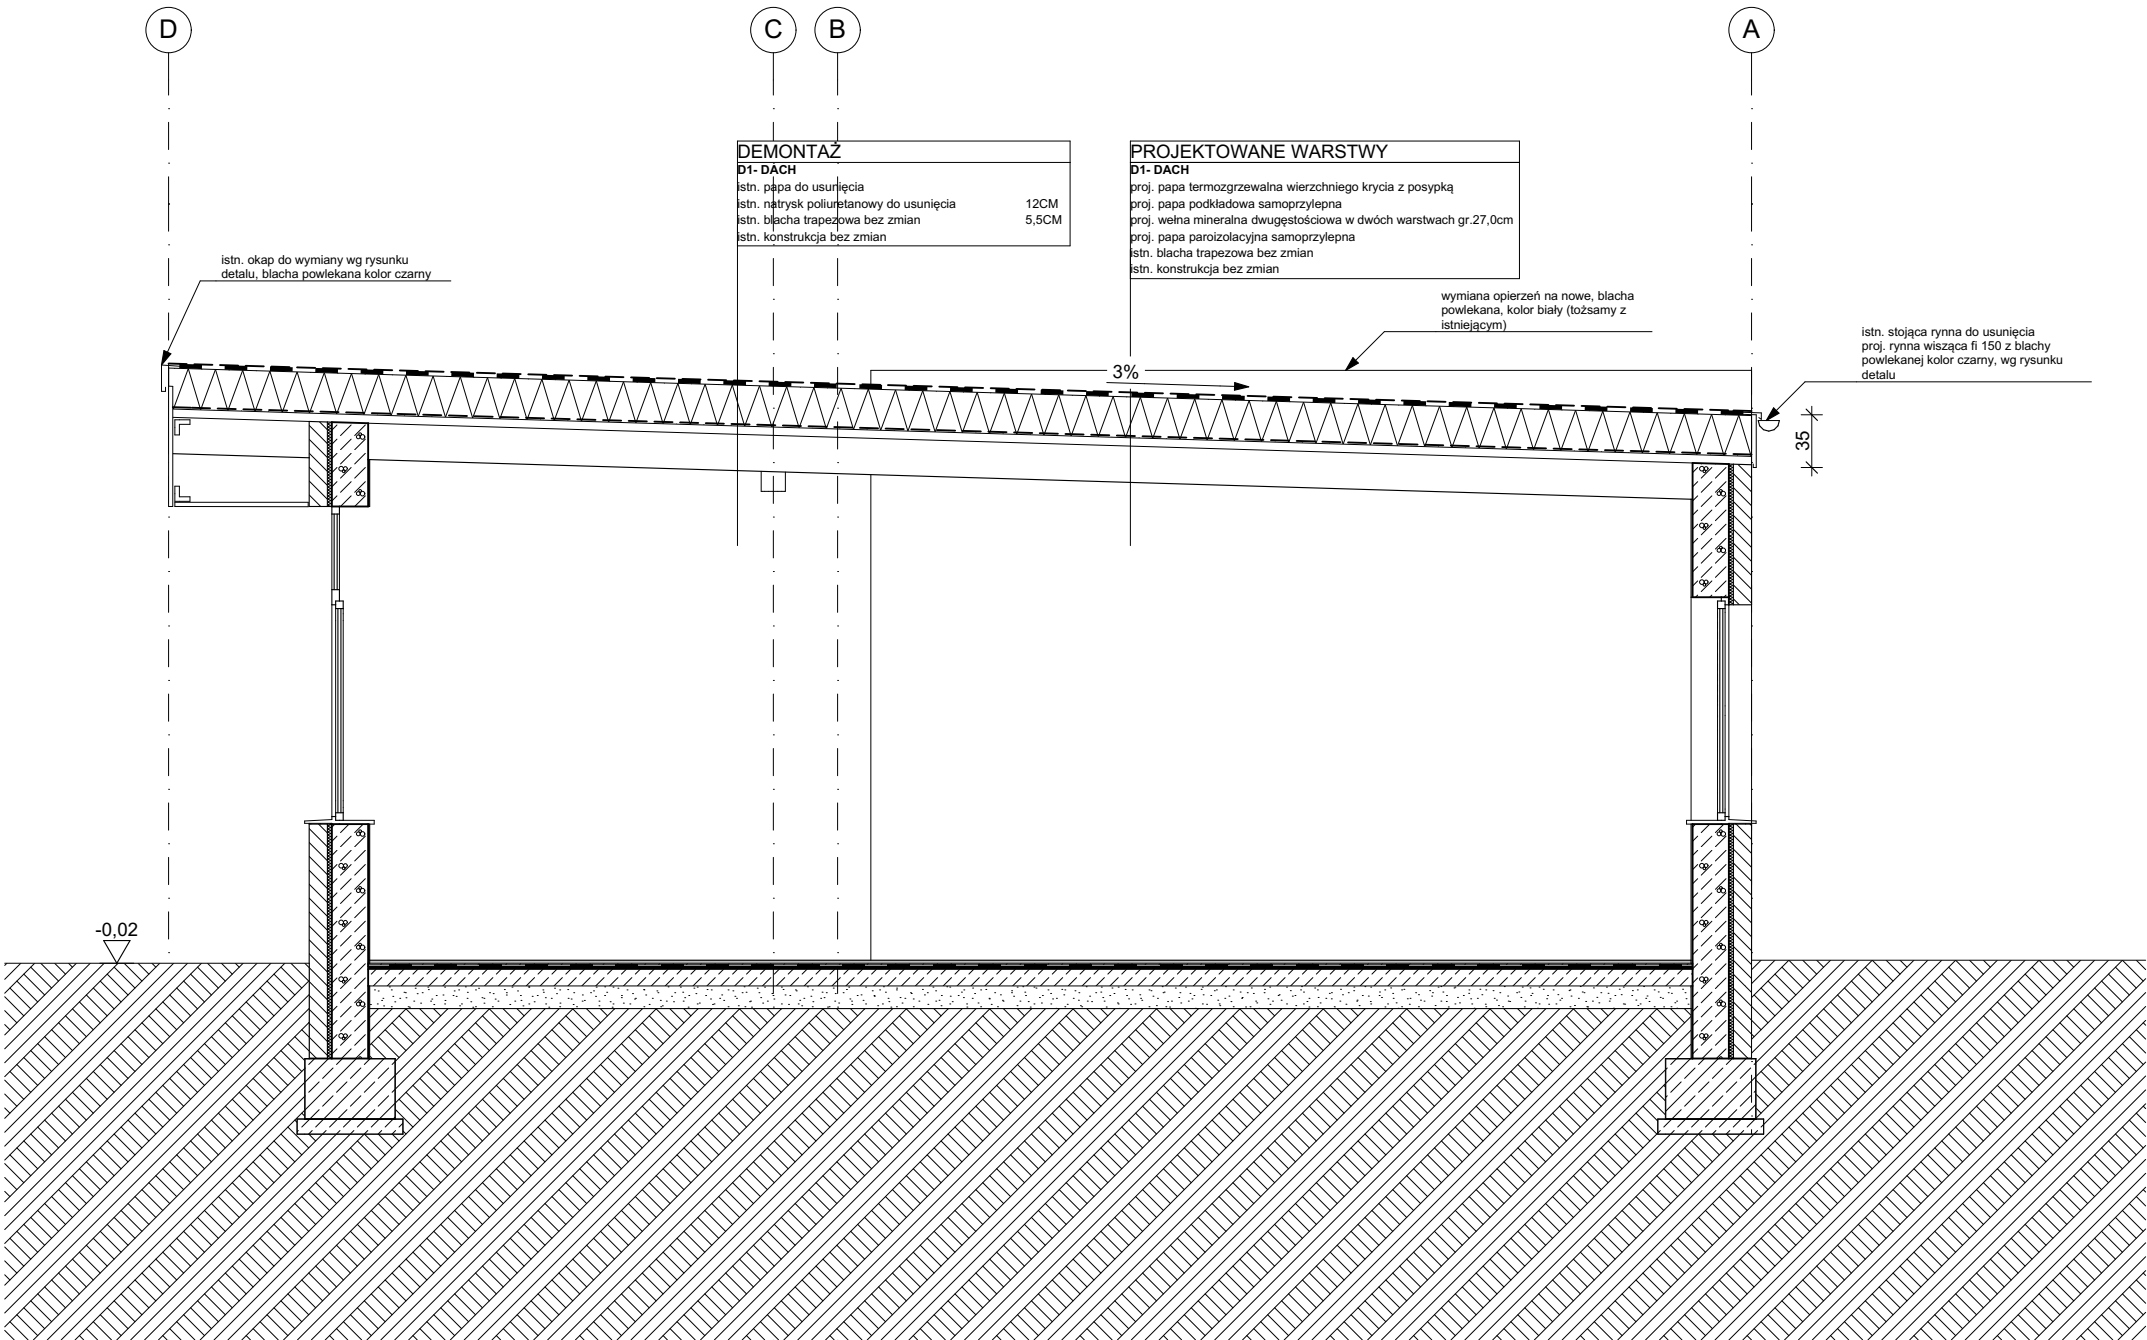 D
C
B
A
DEMONTAŻ
D1- DACH
istn. papa do usunięcia
istn. natrysk poliuretanowy do usunięcia 12CM
istn. blacha trapezowa bez zmian 5,5CM
istn. konstrukcja bez zmian
PROJEKTOWANE WARSTWY
D1- DACH
proj. papa termozgrzewalna wierzchniego krycia z posypką
proj. papa podkładowa samoprzylepna
proj. wełna mineralna dwugęstościowa w dwóch warstwach gr.27,0cm
proj. papa paroizolacyjna samoprzylepna
istn. blacha trapezowa bez zmian
istn. konstrukcja bez zmian
istn. okap do wymiany wg rysunku
detalu, blacha powlekana kolor czarny
wymiana opierzeń na nowe, blacha
powlekana, kolor biały (tożsamy z
istniejącym)
istn. stojąca rynna do usunięcia
proj. rynna wisząca fi 150 z blachy
powlekanej kolor czarny, wg rysunku
detalu
3%
35
-0,02